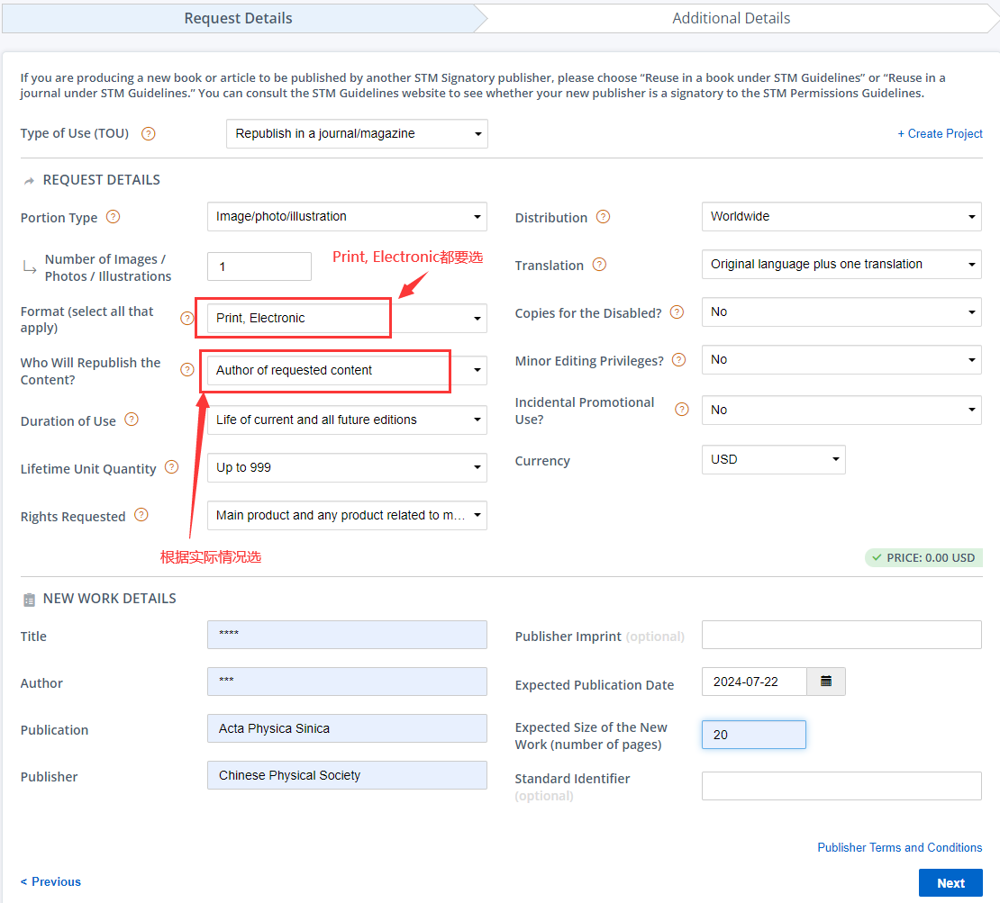 Request Details
Additional Details
If you are producing a new book or article to be published by another STM Signatory publisher, please choose “Reuse in a book under STM Guidelines” or “Reuse in a
journal under STM Guidelines.” You can consult the STM Guidelines website to see whether your new publisher is a signatory to the STM Permissions Guidelines.
Type of Use (TOU) ?
Republish in a journal/magazine
+ Create Project
REQUEST DETAILS
Portion Type ?
Image/photo/illustration
Number of Images /
Photos / Illustrations
1
Print, Electronic都要选
Format (select all that
apply) ?
Print, Electronic
Who Will Republish the
Content? ?
Author of requested content
Duration of Use ?
Life of current and all future editions
Lifetime Unit Quantity ?
Up to 999
Rights Requested ?
Main product and any product related to m...
根据实际情况选
Distribution ?
Worldwide
Translation ?
Original language plus one translation
Copies for the Disabled? ?
No
Minor Editing Privileges? ?
No
Incidental Promotional
Use? ?
No
Currency
USD
PRICE: 0.00 USD
NEW WORK DETAILS
Title
****
Author
***
Publication
Acta Physica Sinica
Publisher
Chinese Physical Society
Publisher Imprint (optional)
Expected Publication Date
2024-07-22
Expected Size of the New
Work (number of pages)
20
Standard Identifier
(optional)
Publisher Terms and Conditions
< Previous
Next